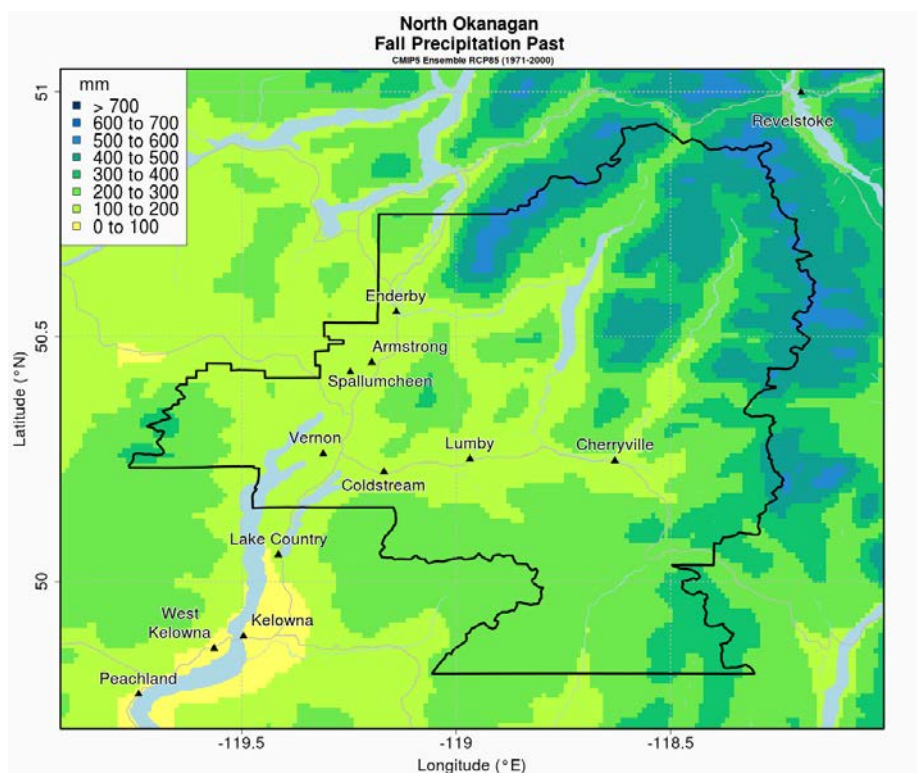 North Okanagan
Fall Precipitation Past
CMIP5 Ensemble RCP85 (1971-2000)
mm
> 700
600 to 700
500 to 600
400 to 500
300 to 400
200 to 300
100 to 200
0 to 100
Revelstoke
Enderby
Armstrong
Spallumcheen
Vernon
Lumby
Cherryville
Coldstream
Lake Country
West
Kelowna
Kelowna
Peachland
51
50.5
50
Latitude (°N)
-119.5
-119
-118.5
Longitude (°E)